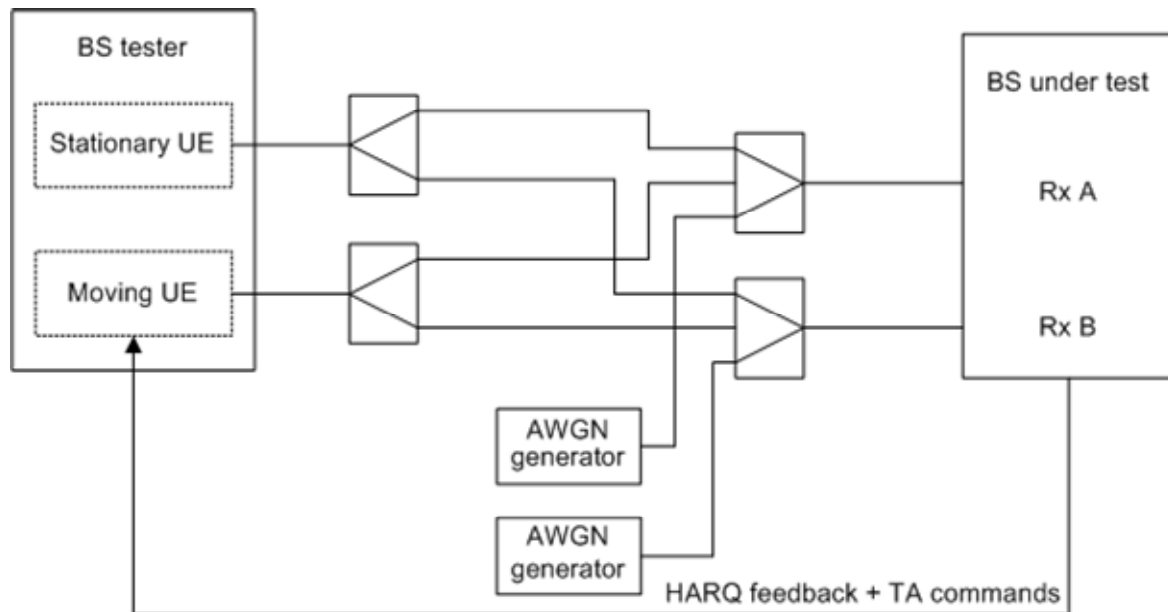 BS tester
Stationary UE
Moving UE
BS under test
Rx A
Rx B
AWGN
generator
AWGN
generator
HARQ feedback + TA commands